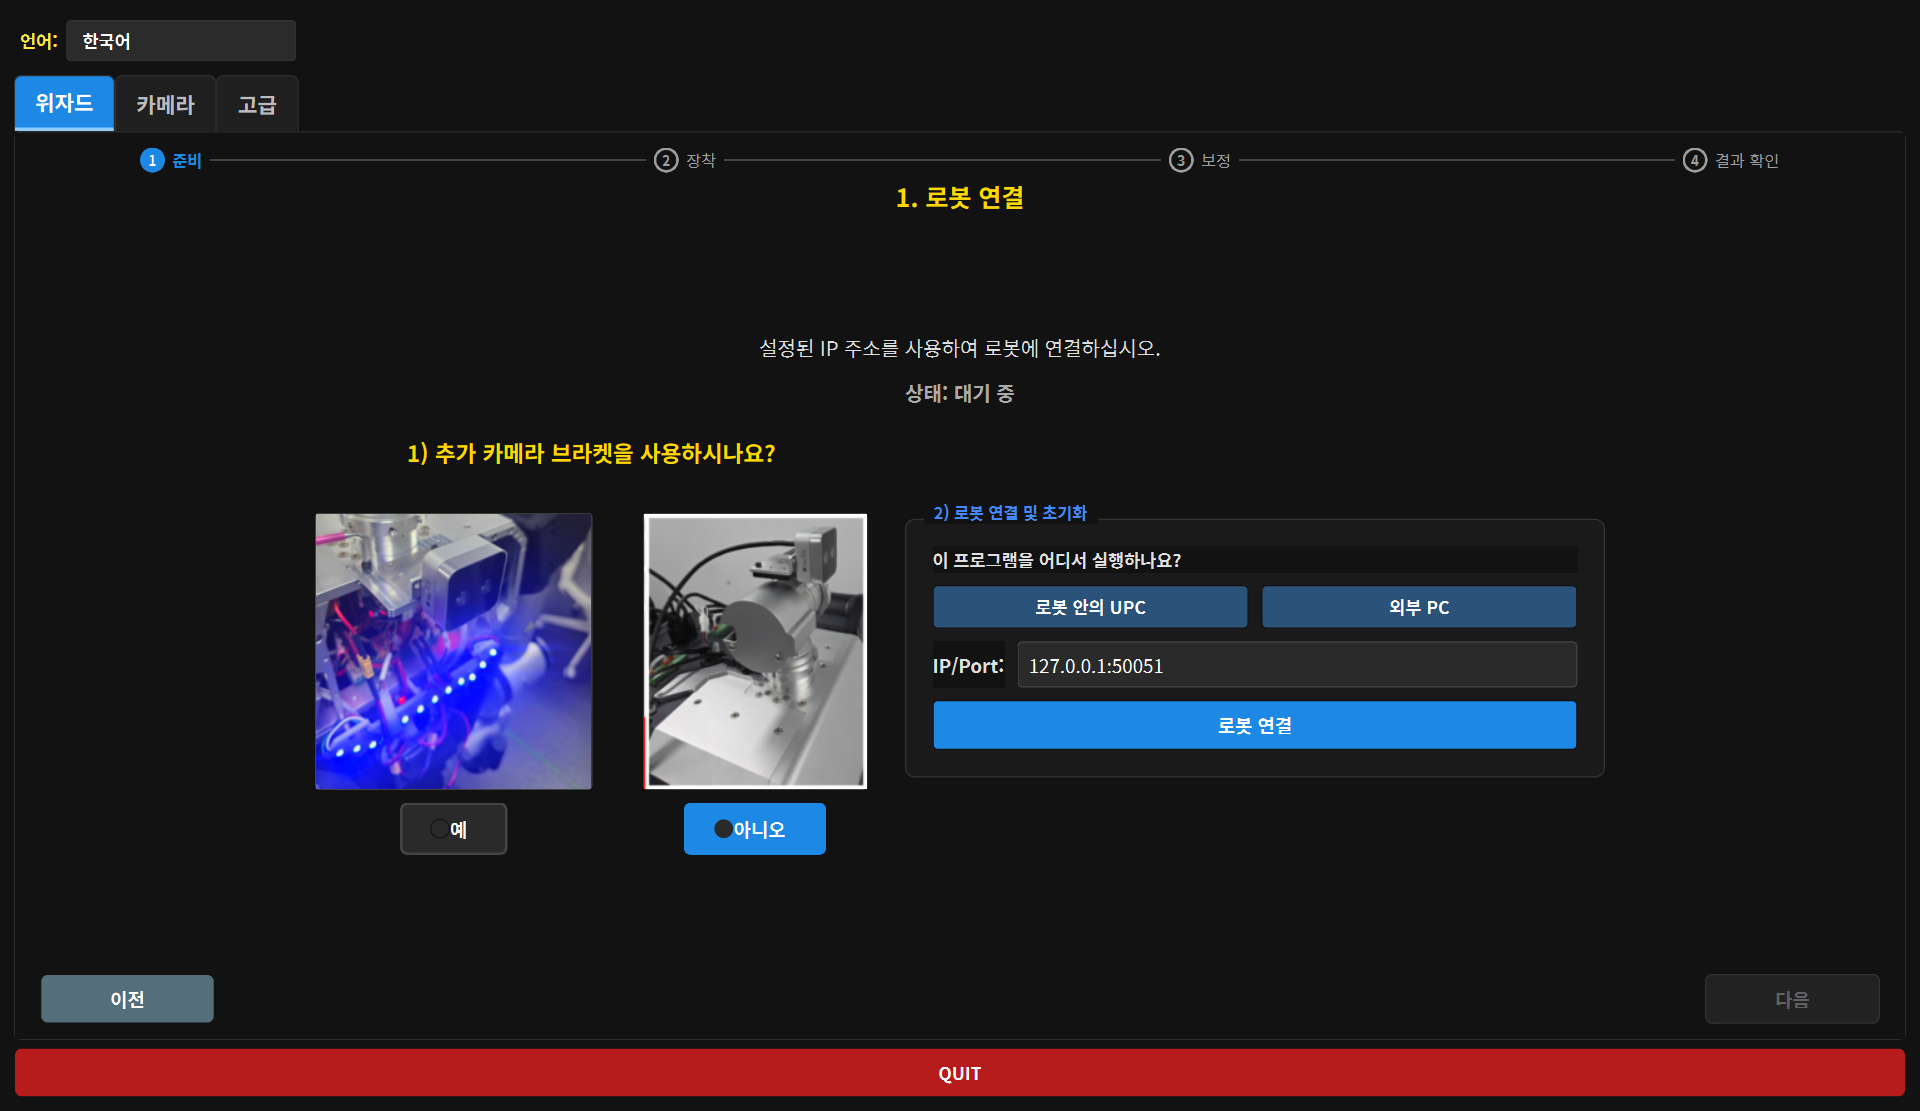 언어: 한국어
위자드 카메라 고급
1 준비 2 장착 3 보정 4 결과 확인
1. 로봇 연결
설정된 IP 주소를 사용하여 로봇에 연결하십시오.
상태: 대기 중
1) 추가 카메라 브라켓을 사용하시나요?
2) 로봇 연결 및 초기화
이 프로그램을 어디서 실행하나요?
로봇 안의 UPC 외부 PC
IP/Port: 127.0.0.1:50051
로봇 연결
예 아니오
이전 다음
QUIT